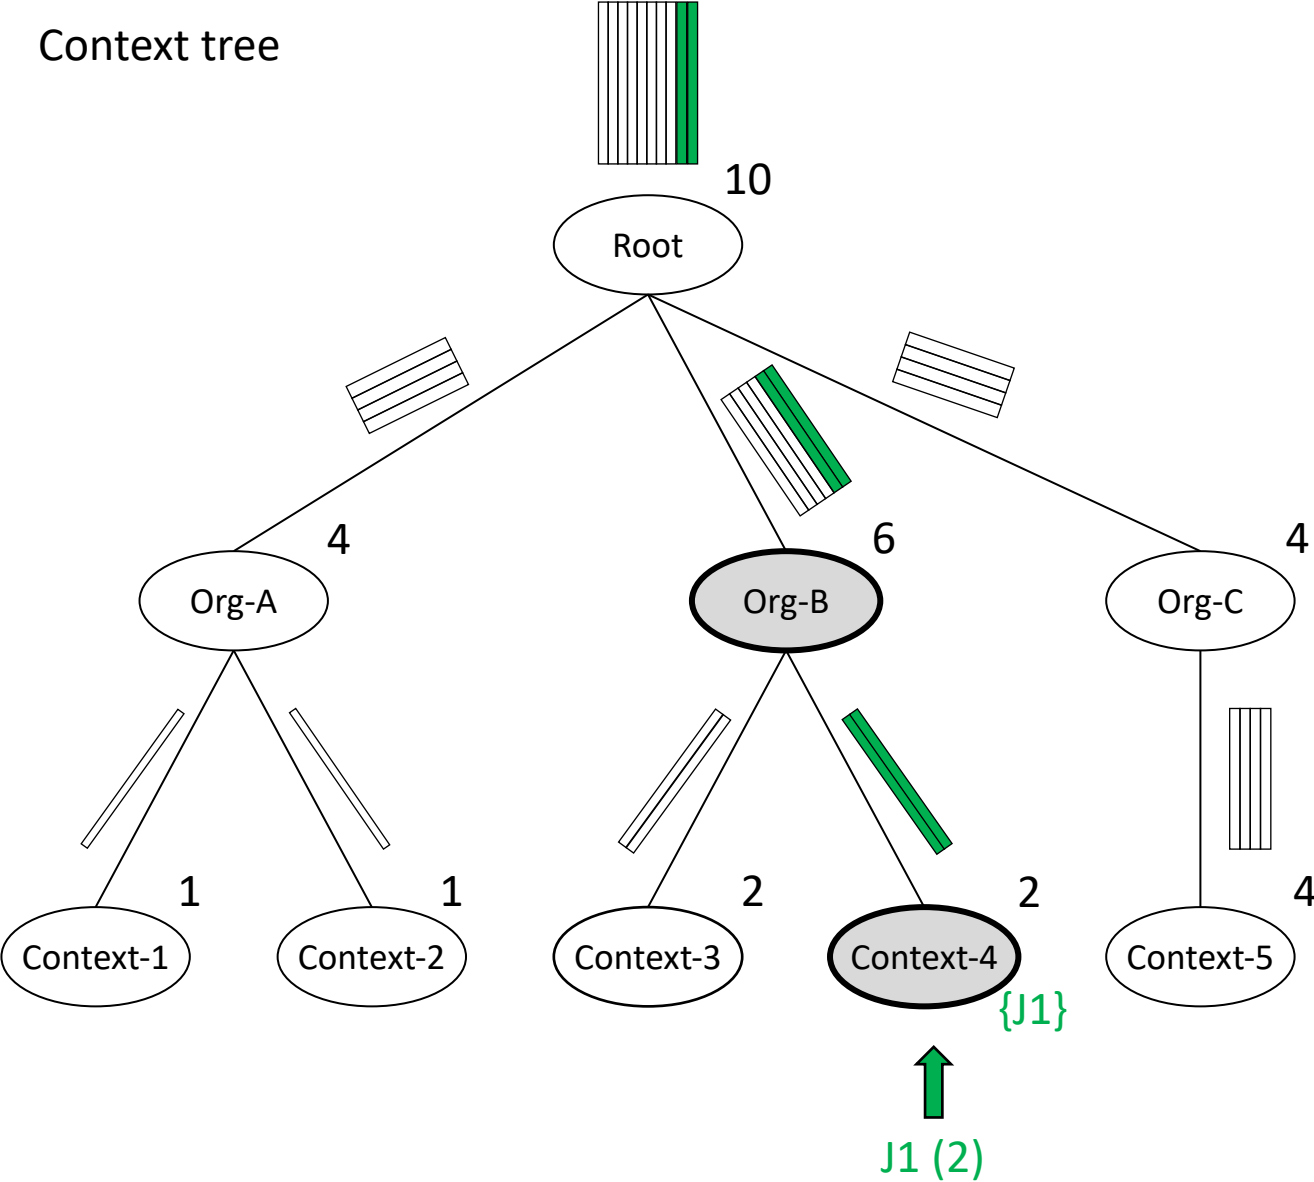 Context tree
10
Root
4
6
4
Org-A
Org-B
Org-C
1
1
2
2
4
Context-1
Context-2
Context-3
Context-4
Context-5
{J1}
J1 (2)